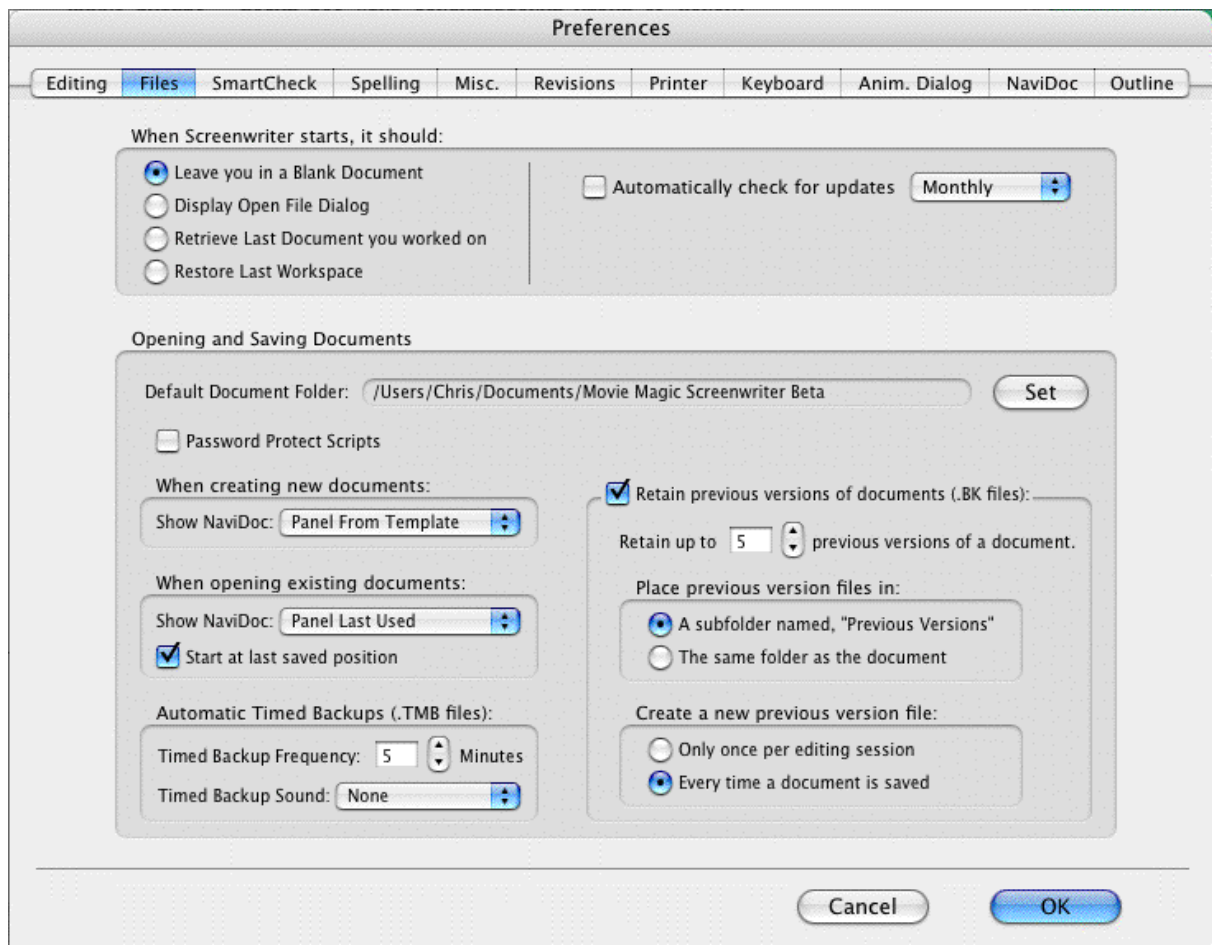 Preferences
Editing Files SmartCheck Spelling Misc. Revisions Printer Keyboard Anim. Dialog NaviDoc Outline
When Screenwriter starts, it should:
Leave you in a Blank Document
Display Open File Dialog
Retrieve Last Document you worked on
Restore Last Workspace
Automatically check for updates Monthly
Opening and Saving Documents
Default Document Folder: /Users/Chris/Documents/Movie Magic Screenwriter Beta Set
Password Protect Scripts
When creating new documents:
Show NaviDoc: Panel From Template
When opening existing documents:
Show NaviDoc: Panel Last Used
Start at last saved position
Automatic Timed Backups (.TMB files):
Timed Backup Frequency: 5 Minutes
Timed Backup Sound: None
Retain previous versions of documents (.BK files):
Retain up to 5 previous versions of a document.
Place previous version files in:
A subfolder named, "Previous Versions"
The same folder as the document
Create a new previous version file:
Only once per editing session
Every time a document is saved
Cancel OK